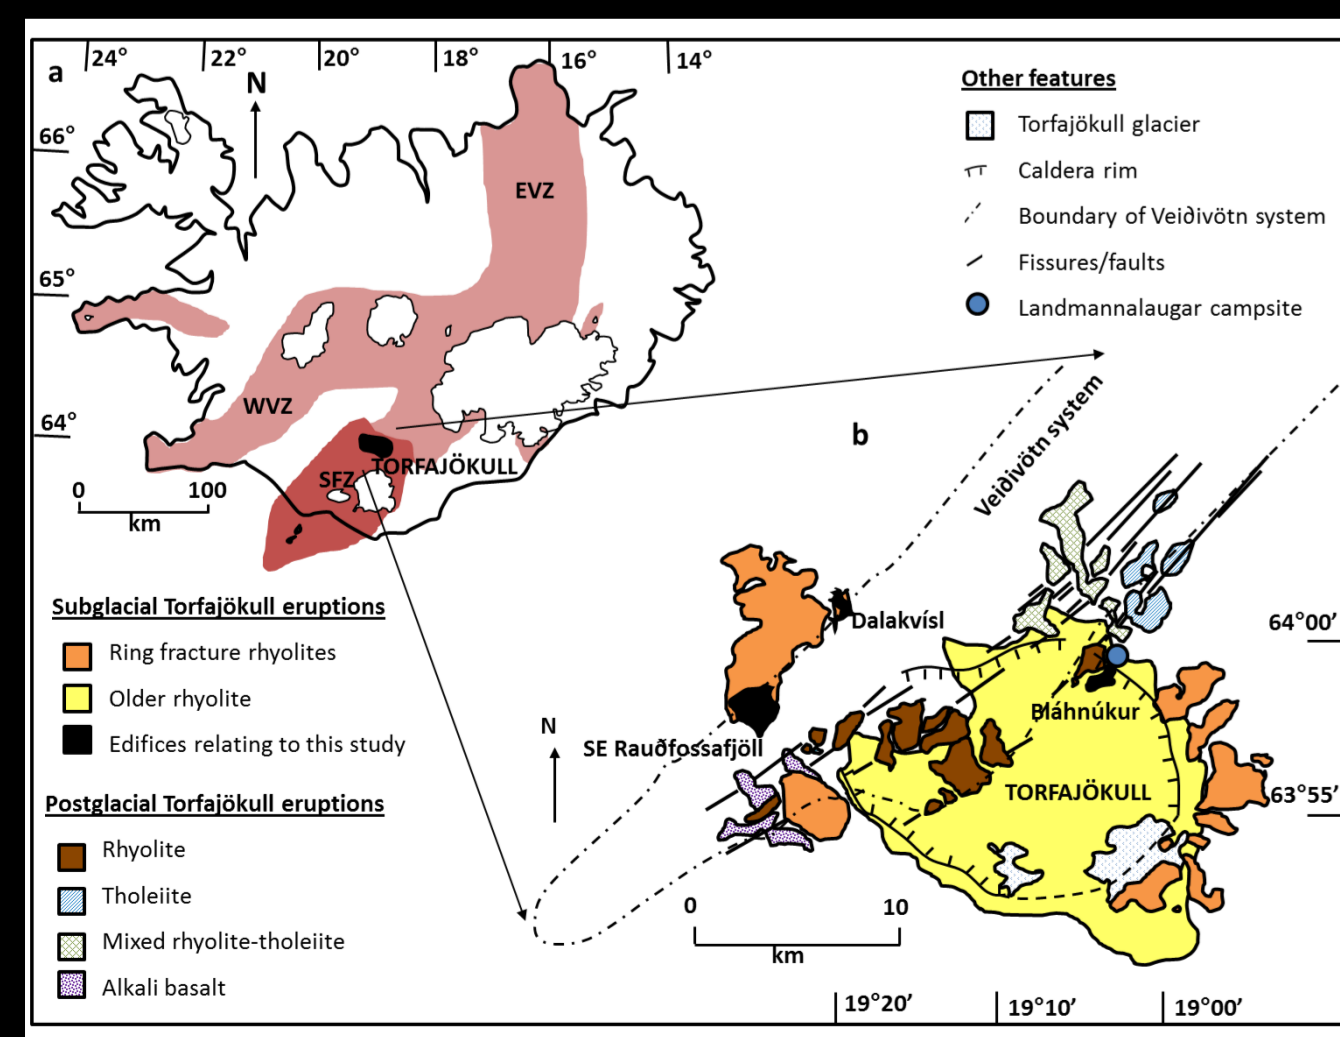 a
24°
22°
20°
18°
16°
14°
N
66°
65°
64°
EVZ
WVZ
SFZ
TORFAJÖKULL
0 100
km
Other features
Torfajökull glacier
Caldera rim
Boundary of Veiðivötn system
Fissures/faults
Landmannalaugar campsite
b
Veiðivötn system
Dalakvísl
64°00’
Bláhnúkur
SE Rauðfossafjöll
N
TORFAJÖKULL
63°55’
0 10
km
19°20’
19°10’
19°00’
Subglacial Torfajökull eruptions
Ring fracture rhyolites
Older rhyolite
Edifices relating to this study
Postglacial Torfajökull eruptions
Rhyolite
Tholeiite
Mixed rhyolite-tholeiite
Alkali basalt